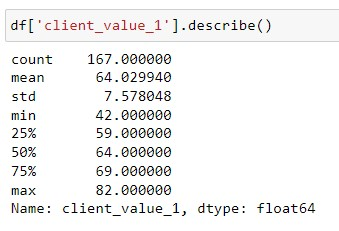 df['client_value_1'].describe()
count    167.000000
mean      64.029940
std        7.578048
min       42.000000
25%       59.000000
50%       64.000000
75%       69.000000
max       82.000000
Name: client_value_1, dtype: float64